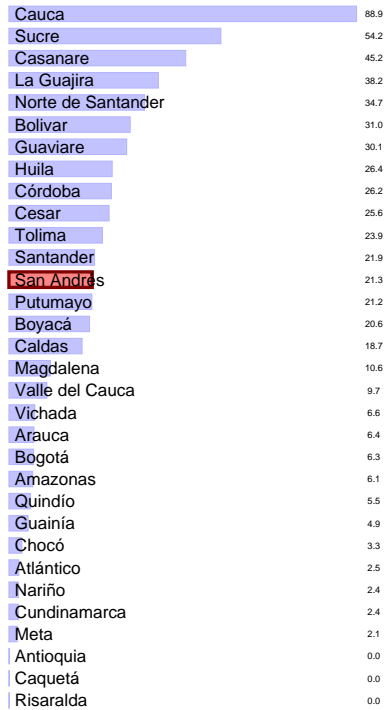 Cauca 88.9
Sucre 54.2
Casanare 45.2
La Guajira 38.2
Norte de Santander 34.7
Bolivar 31.0
Guaviare 30.1
Huila 26.4
Córdoba 26.2
Cesar 25.6
Tolima 23.9
Santander 21.9
San Andrés 21.3
Putumayo 21.2
Boyacá 20.6
Caldas 18.7
Magdalena 10.6
Valle del Cauca 9.7
Vichada 6.6
Arauca 6.4
Bogotá 6.3
Amazonas 6.1
Quindío 5.5
Guainía 4.9
Chocó 3.3
Atlántico 2.5
Nariño 2.4
Cundinamarca 2.4
Meta 2.1
Antioquia 0.0
Caquetá 0.0
Risaralda 0.0